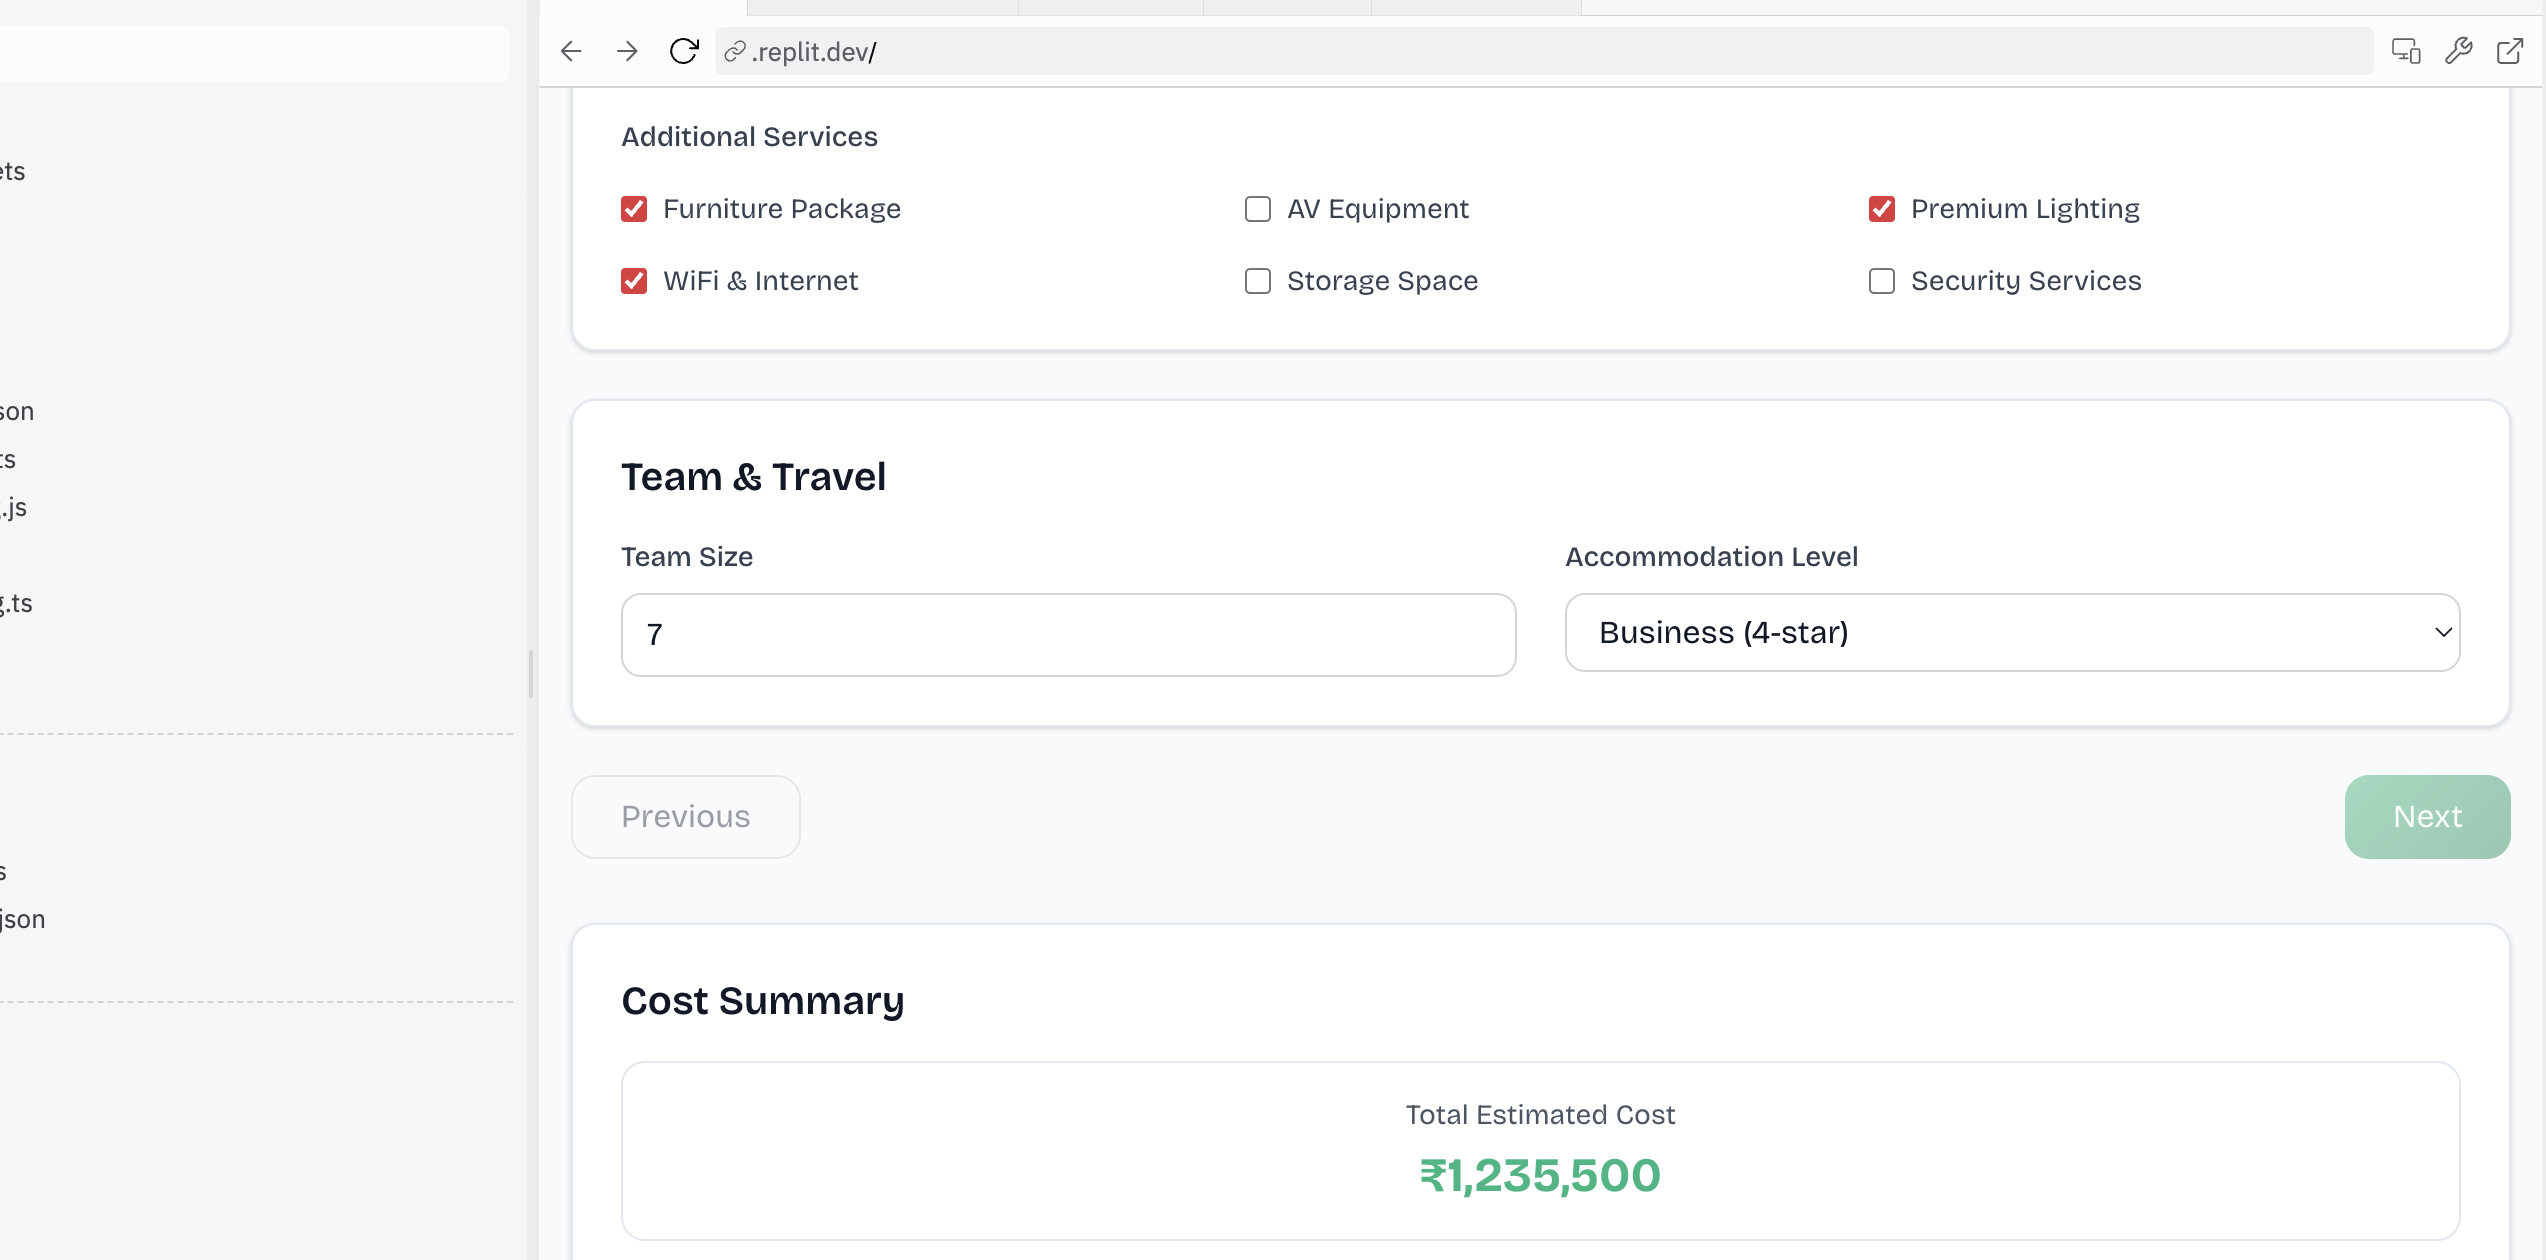 .replit.dev/
ets
son
ts
g.js
g.ts
s
json
Additional Services
Furniture Package
AV Equipment
Premium Lighting
WiFi & Internet
Storage Space
Security Services
Team & Travel
Team Size
Accommodation Level
7
Business (4-star)
Previous
Next
Cost Summary
Total Estimated Cost
₹1,235,500